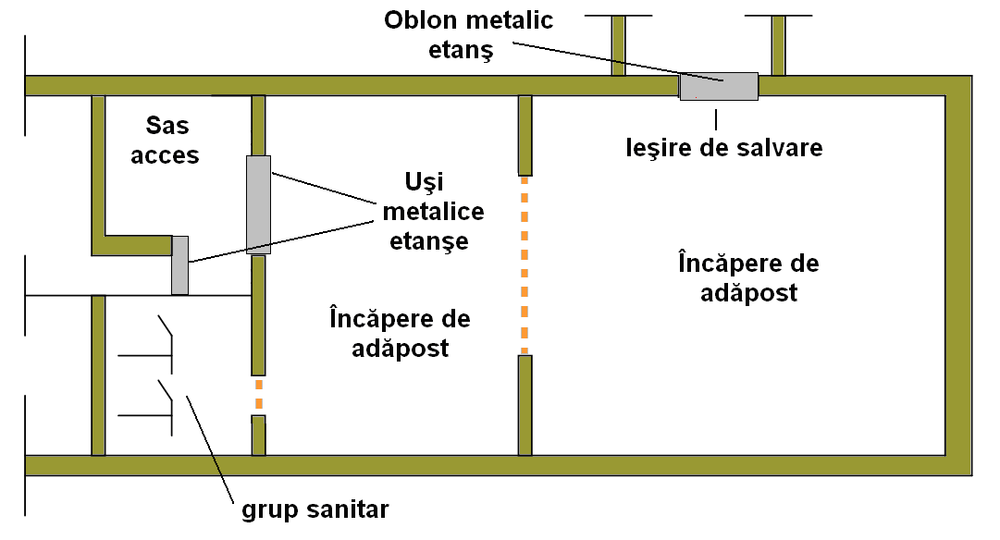 Oblon metalic
etanş
Sas
acces
Ieşire de salvare
Uşi
metalice
etanşe
Încăpere de
adăpost
Încăpere de
adăpost
grup sanitar